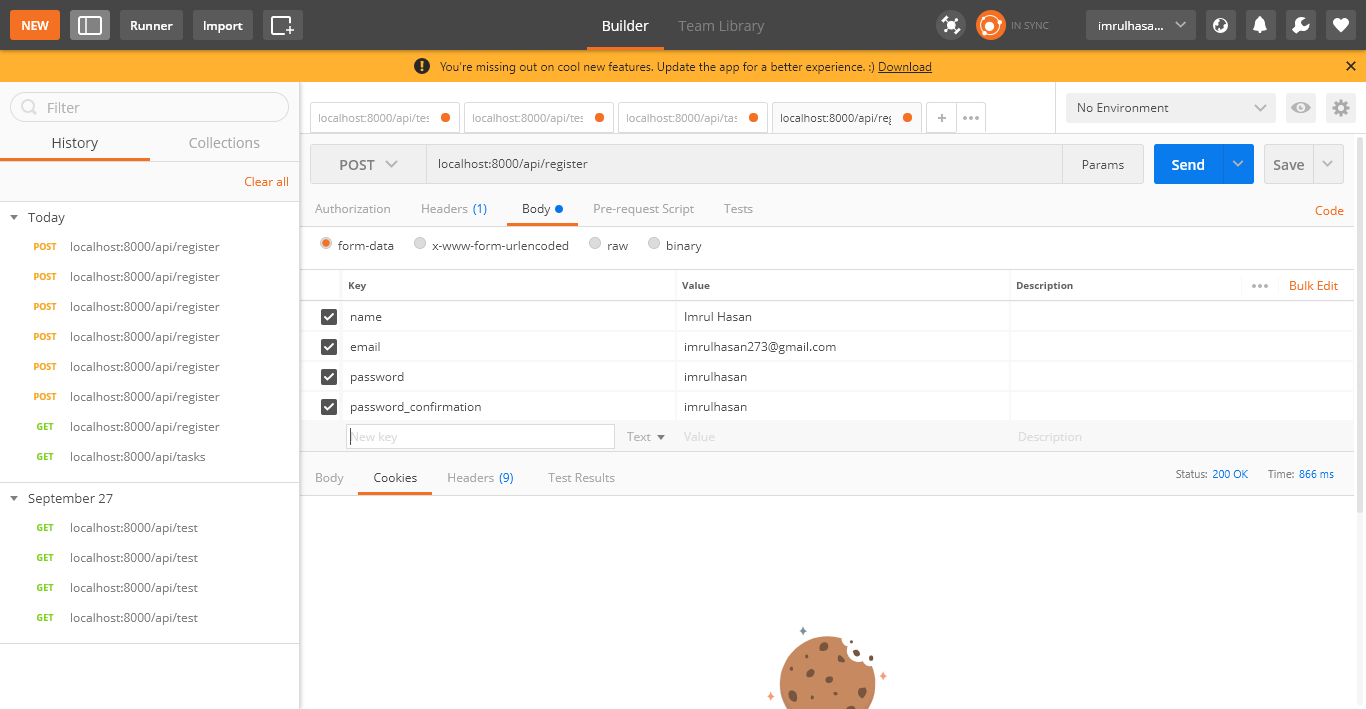 NEW Runner Import Builder Team Library IN SYNC imrulhasa...
You're missing out on cool new features. Update the app for a better experience. :) Download
Filter
History Collections
Clear all
Today
POST localhost:8000/api/register
POST localhost:8000/api/register
POST localhost:8000/api/register
POST localhost:8000/api/register
POST localhost:8000/api/register
POST localhost:8000/api/register
GET localhost:8000/api/register
GET localhost:8000/api/tasks
September 27
GET localhost:8000/api/test
GET localhost:8000/api/test
GET localhost:8000/api/test
GET localhost:8000/api/test
localhost:8000/api/tes localhost:8000/api/tes localhost:8000/api/tas localhost:8000/api/reg + ••• No Environment
POST localhost:8000/api/register Params Send Save
Authorization Headers (1) Body Pre-request Script Tests Code
form-data x-www-form-urlencoded raw binary
Key Value Description ••• Bulk Edit
name Imrul Hasan
email imrulhasan273@gmail.com
password imrulhasan
password_confirmation imrulhasan
New key Text Value Description
Body Cookies Headers (9) Test Results Status: 200 OK Time: 866 ms